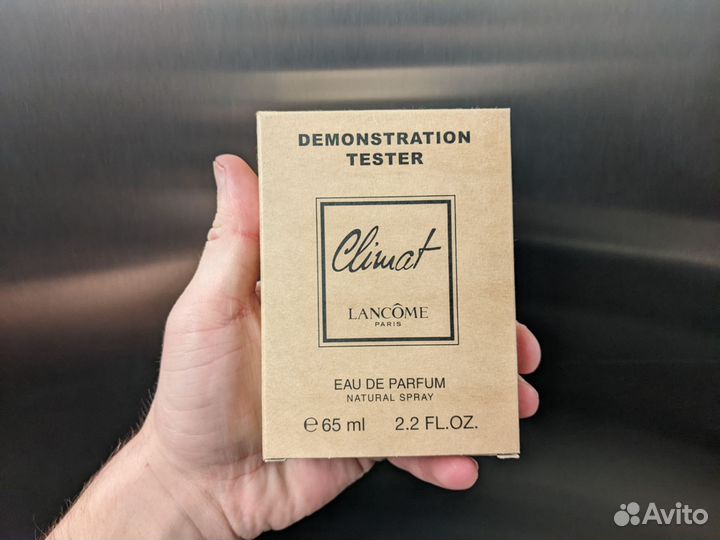 DEMONSTRATION
TESTER
Climat
LANCÔME
PARIS
EAU DE PARFUM
NATURAL SPRAY
℮ 65 ml 2.2 FL.OZ.
Avito